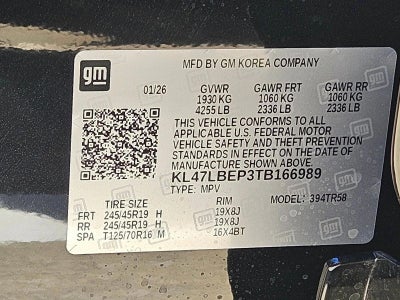 gm
MFD BY GM KOREA COMPANY
01/26 GVWR GAWR FRT GAWR RR
1930 KG 1060 KG 1060 KG
4255 LB 2336 LB 2336 LB
THIS VEHICLE CONFORMS TO ALL
APPLICABLE U.S. FEDERAL MOTOR
VEHICLE SAFETY AND THEFT PREVENTION
STANDARDS IN EFFECT ON THE DATE OF
MANUFACTURE SHOWN ABOVE.
KL47LBEP3TB166989
TYPE: MPV MODEL: 394TR58
TIRE SIZE RIM
FRT 245/45R19 H 19X8J
RR 245/45R19 H 19X8J
SPA T125/70R16 M 16X4BT